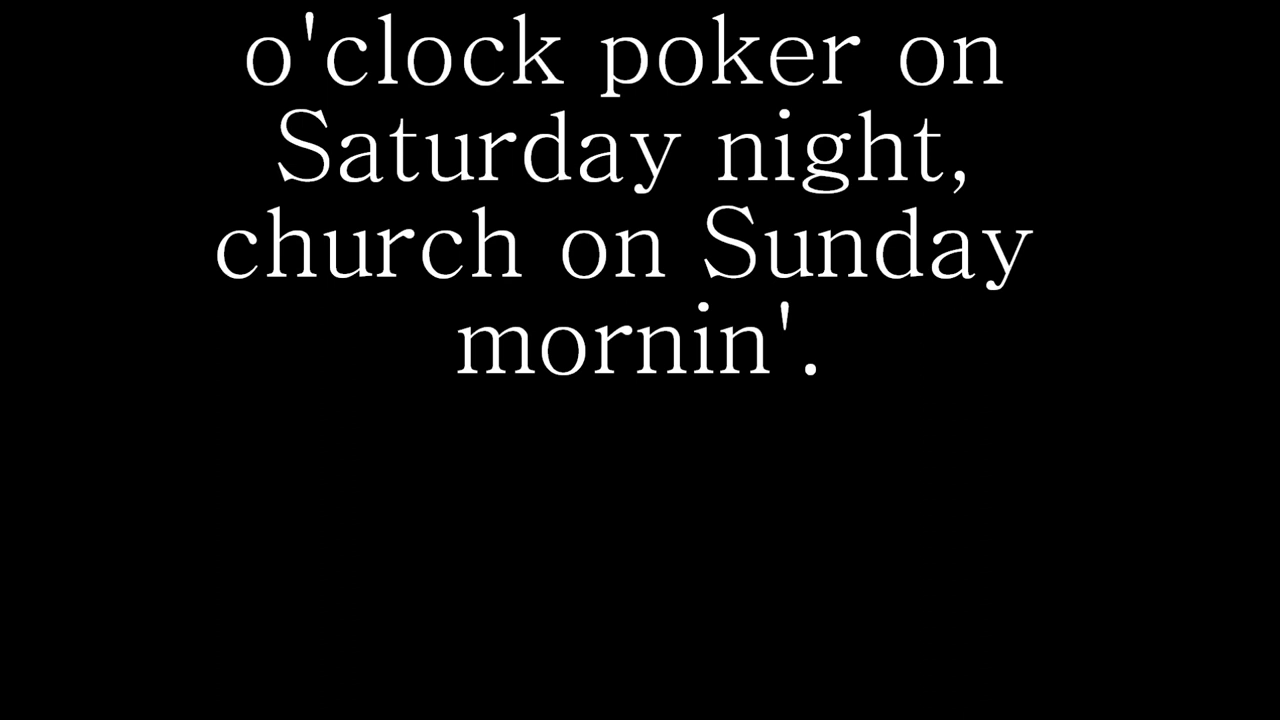 o'clock poker on
Saturday night,
church on Sunday
mornin'.